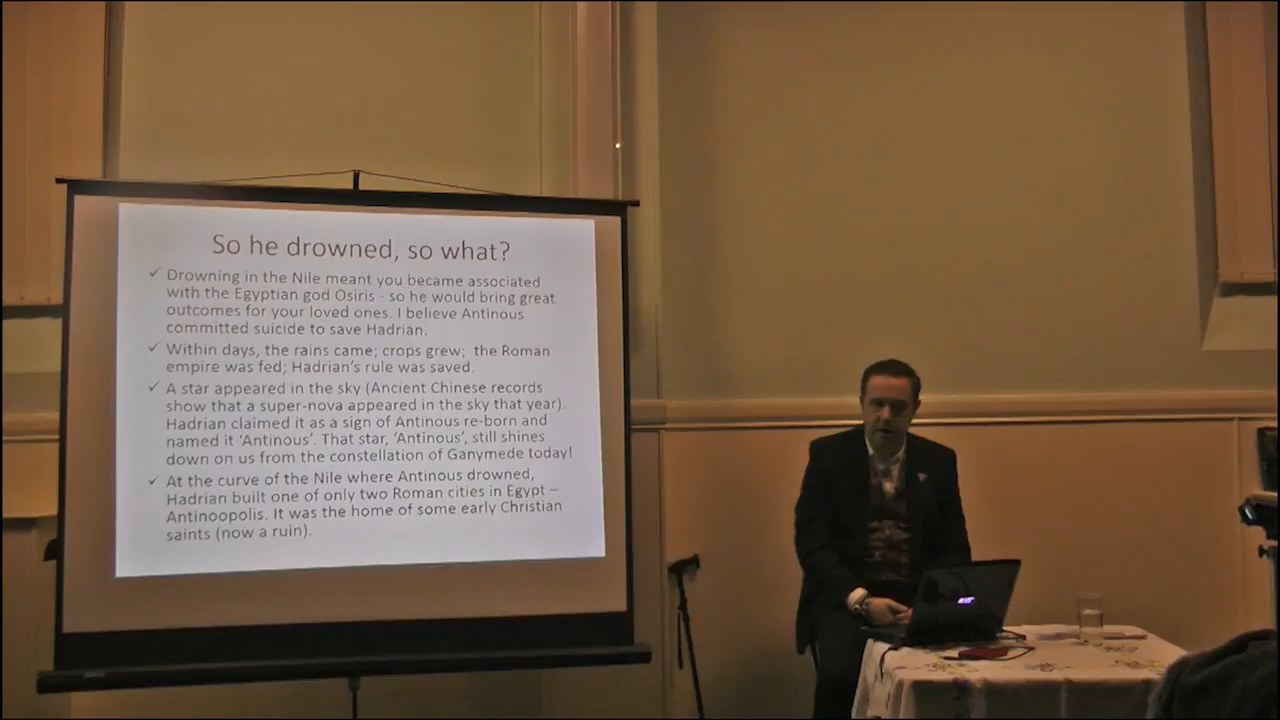 So he drowned, so what?
✓ Drowning in the Nile meant you became associated
with the Egyptian god Osiris - so he would bring great
outcomes for your loved ones. I believe Antinous
committed suicide to save Hadrian.
✓ Within days, the rains came; crops grew; the Roman
empire was fed; Hadrian's rule was saved.
✓ A star appeared in the sky (Ancient Chinese records
show that a super-nova appeared in the sky that year).
Hadrian claimed it as a sign of Antinous re-born and
named it ‘Antinous’. That star, ‘Antinous’, still shines
down on us from the constellation of Ganymede today!
✓ At the curve of the Nile where Antinous drowned,
Hadrian built one of only two Roman cities in Egypt –
Antinoopolis. It was the home of some early Christian
saints (now a ruin).